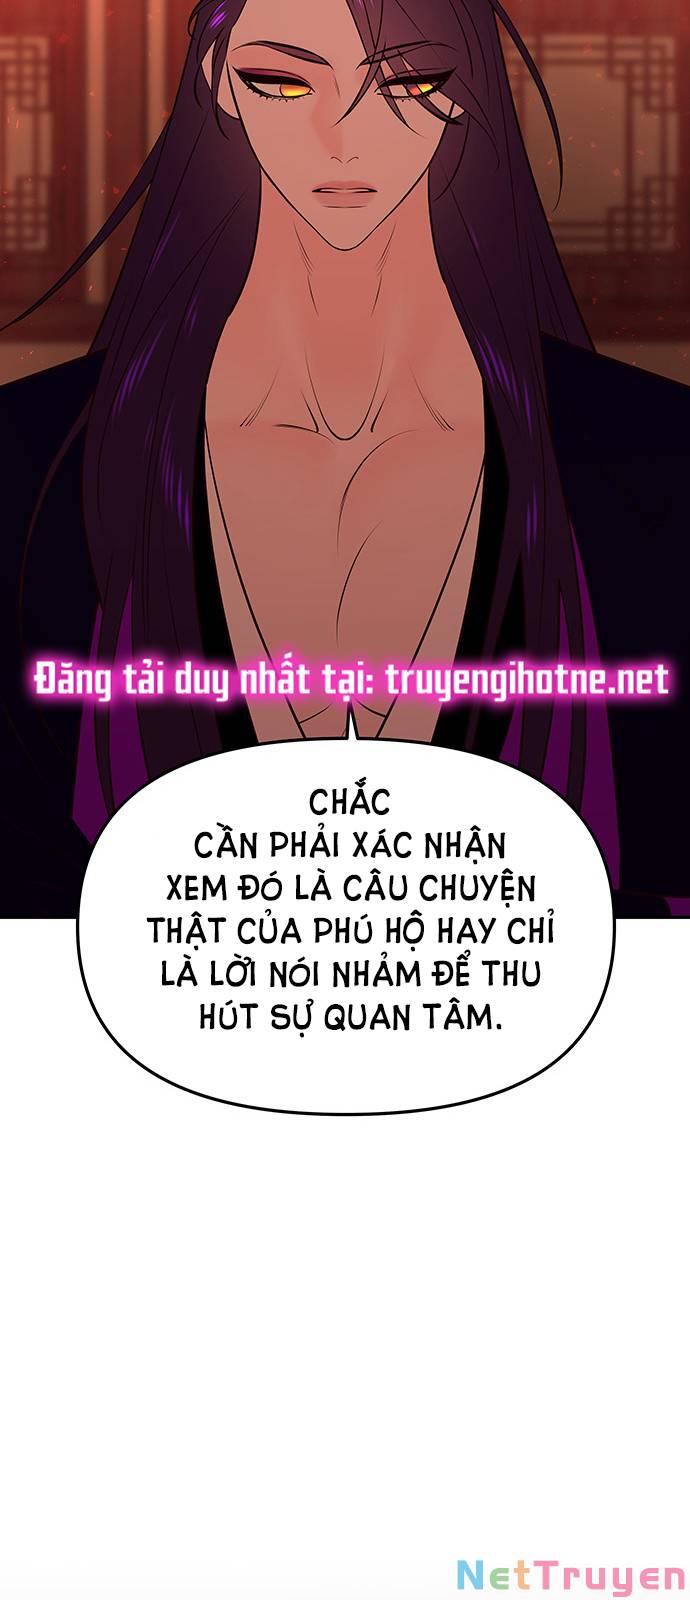 Đăng tải duy nhất tại: truyengihotne.net
CHẮC
CẦN PHẢI XÁC NHẬN
XEM ĐÓ LÀ CÂU CHUYỆN
THẬT CỦA PHÚ HỘ HAY CHỈ
LÀ LỜI NÓI NHẢM ĐỂ THU
HÚT SỰ QUAN TÂM.
NetTruyen